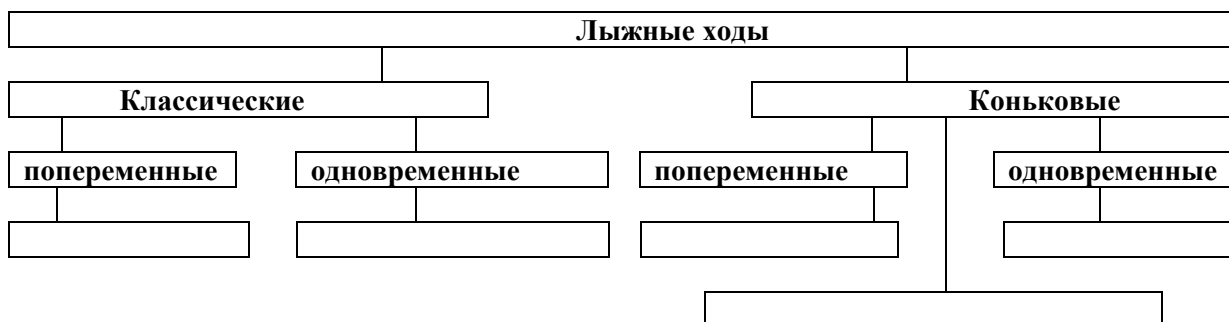 Лыжные ходы
Классические Коньковые
попеременные одновременные попеременные одновременные